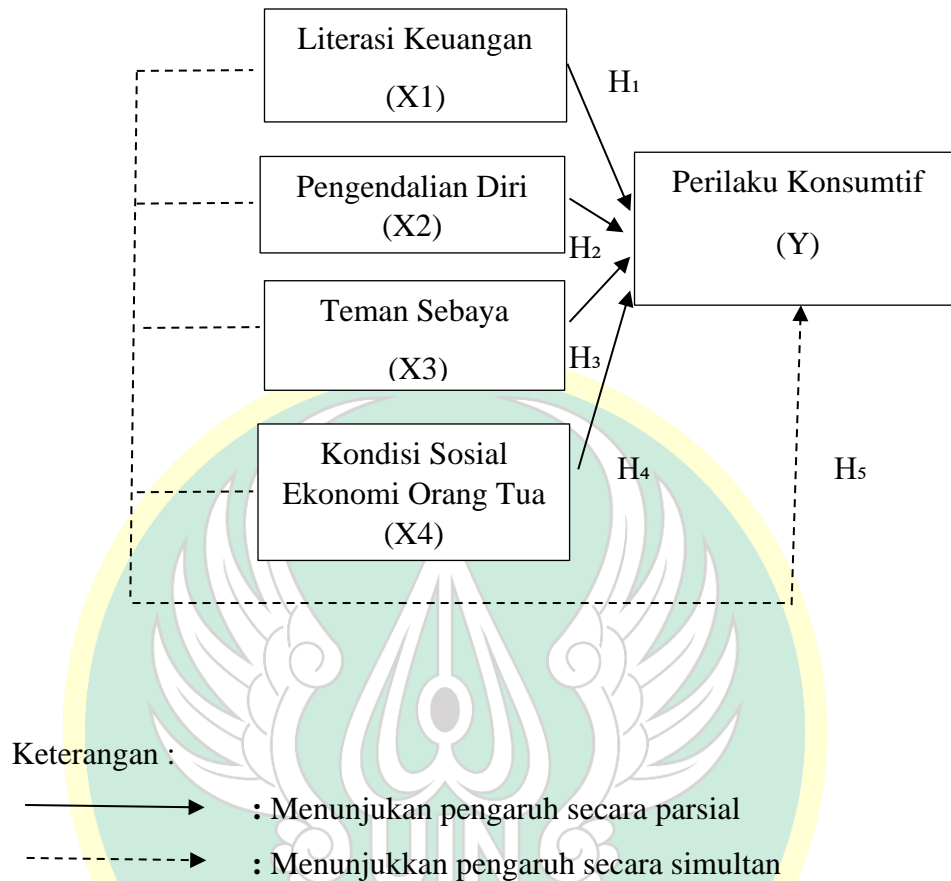 Literasi Keuangan
(X1)
H₁
Pengendalian Diri
(X2)
H₂
Perilaku Konsumtif
(Y)
Teman Sebaya
(X3)
H₃
Kondisi Sosial
Ekonomi Orang Tua
(X4)
H₄
H₅
Keterangan :
: Menunjukan pengaruh secara parsial
: Menunjukkan pengaruh secara simultan